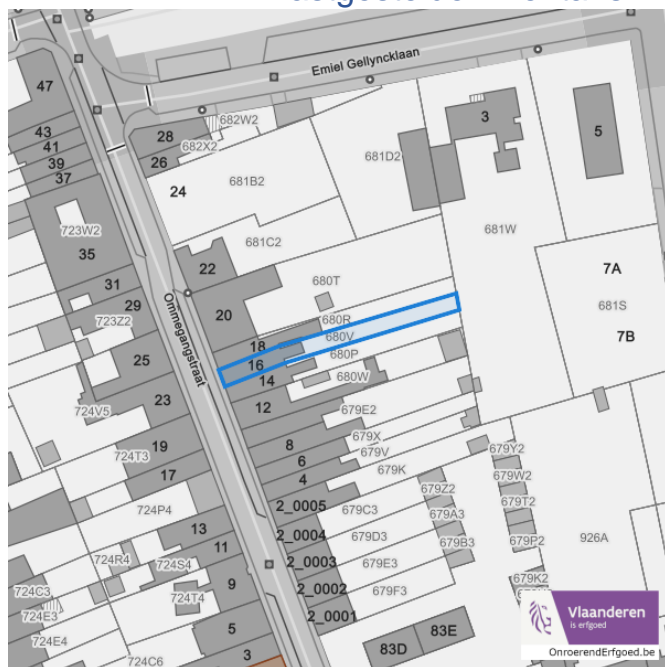 47
43
41
39
37
28
26
682W2
682X2
Emiel Gellyncklaan
3
5
24
681B2
681D2
723W2
35
681C2
681W
22
31
29
723Z2
680T
7A
681S
7B
20
Ommegangstraat
680R
18
680V
16
680P
14
680W
25
23
12
724V5
679E2
19
724T3
17
8
679X
679V
6
679K
4
679Y2
679W2
679Z2
679T2
724P4
2_0005
679C3
679A3
13
2_0004
679D3
679B3
679P2
926A
11
724R4
724S4
2_0003
679E3
9
2_0002
679F3
679K2
724C3
724E3
724T4
2_0001
724E4
5
83D
83E
724C6
3
Vlaanderen
is erfgoed
OnroerendErfgoed.be